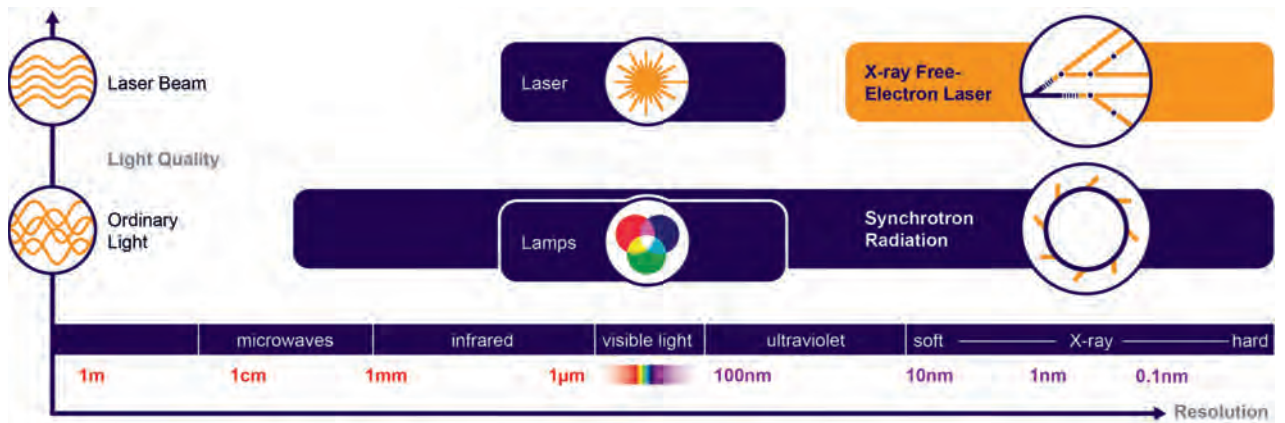 Laser Beam
Laser
X-ray Free-
Electron Laser
Light Quality
Ordinary
Light
Lamps
Synchrotron
Radiation
microwaves infrared visible light ultraviolet soft X-ray hard
1m 1cm 1mm 1µm 100nm 10nm 1nm 0.1nm
Resolution